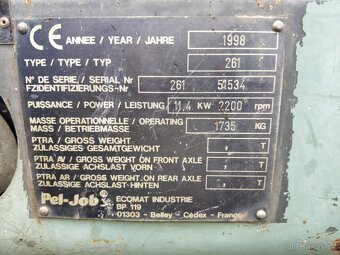 CE ANNEE / YEAR / JAHRE 1998
TYPE / TYPE / TYP 261
N° DE SERIE / SERIAL Nr 261 51534
FZIDENTIFIZIERUNGS-Nr
PUISSANCE / POWER / LEISTUNG 11.4 KW 2200 rpm
MASSE OPERATIONNELLE / OPERATING
MASS / BETRIEBMASSE 1735 KG
PTRA / GROSS WEIGHT
ZULASSIGES GESAMTGEWICHT , T
PTRA AV / GROSS WEIGHT ON FRONT AXLE
ZULASSIGE ACHSLAST VORN , T
PTRA AR / GROSS WEIGHT ON REAR AXLE
ZULASSIGE ACHSLAST-HINTEN , T
Pel-Job ECOMAT INDUSTRIE
BP 119
01303 - Belley - Cédex - France